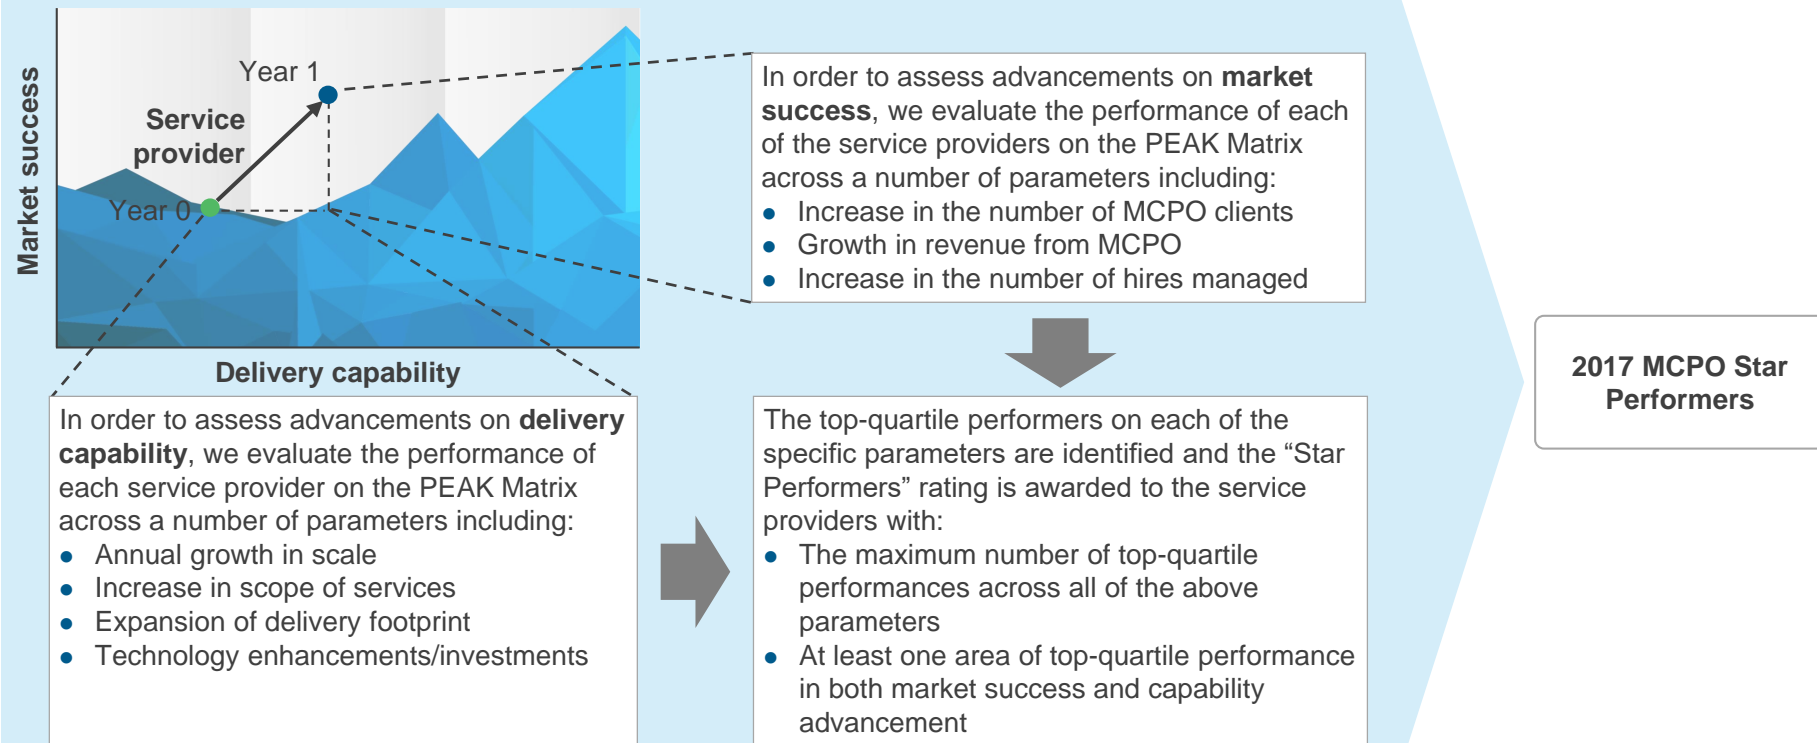 Market success
Year 1
Service
provider
Year 0
Delivery capability
In order to assess advancements on market
success, we evaluate the performance of each
of the service providers on the PEAK Matrix
across a number of parameters including:
● Increase in the number of MCPO clients
● Growth in revenue from MCPO
● Increase in the number of hires managed
In order to assess advancements on delivery
capability, we evaluate the performance of
each service provider on the PEAK Matrix
across a number of parameters including:
● Annual growth in scale
● Increase in scope of services
● Expansion of delivery footprint
● Technology enhancements/investments
The top-quartile performers on each of the
specific parameters are identified and the “Star
Performers” rating is awarded to the service
providers with:
● The maximum number of top-quartile
performances across all of the above
parameters
● At least one area of top-quartile performance
in both market success and capability
advancement
2017 MCPO Star
Performers